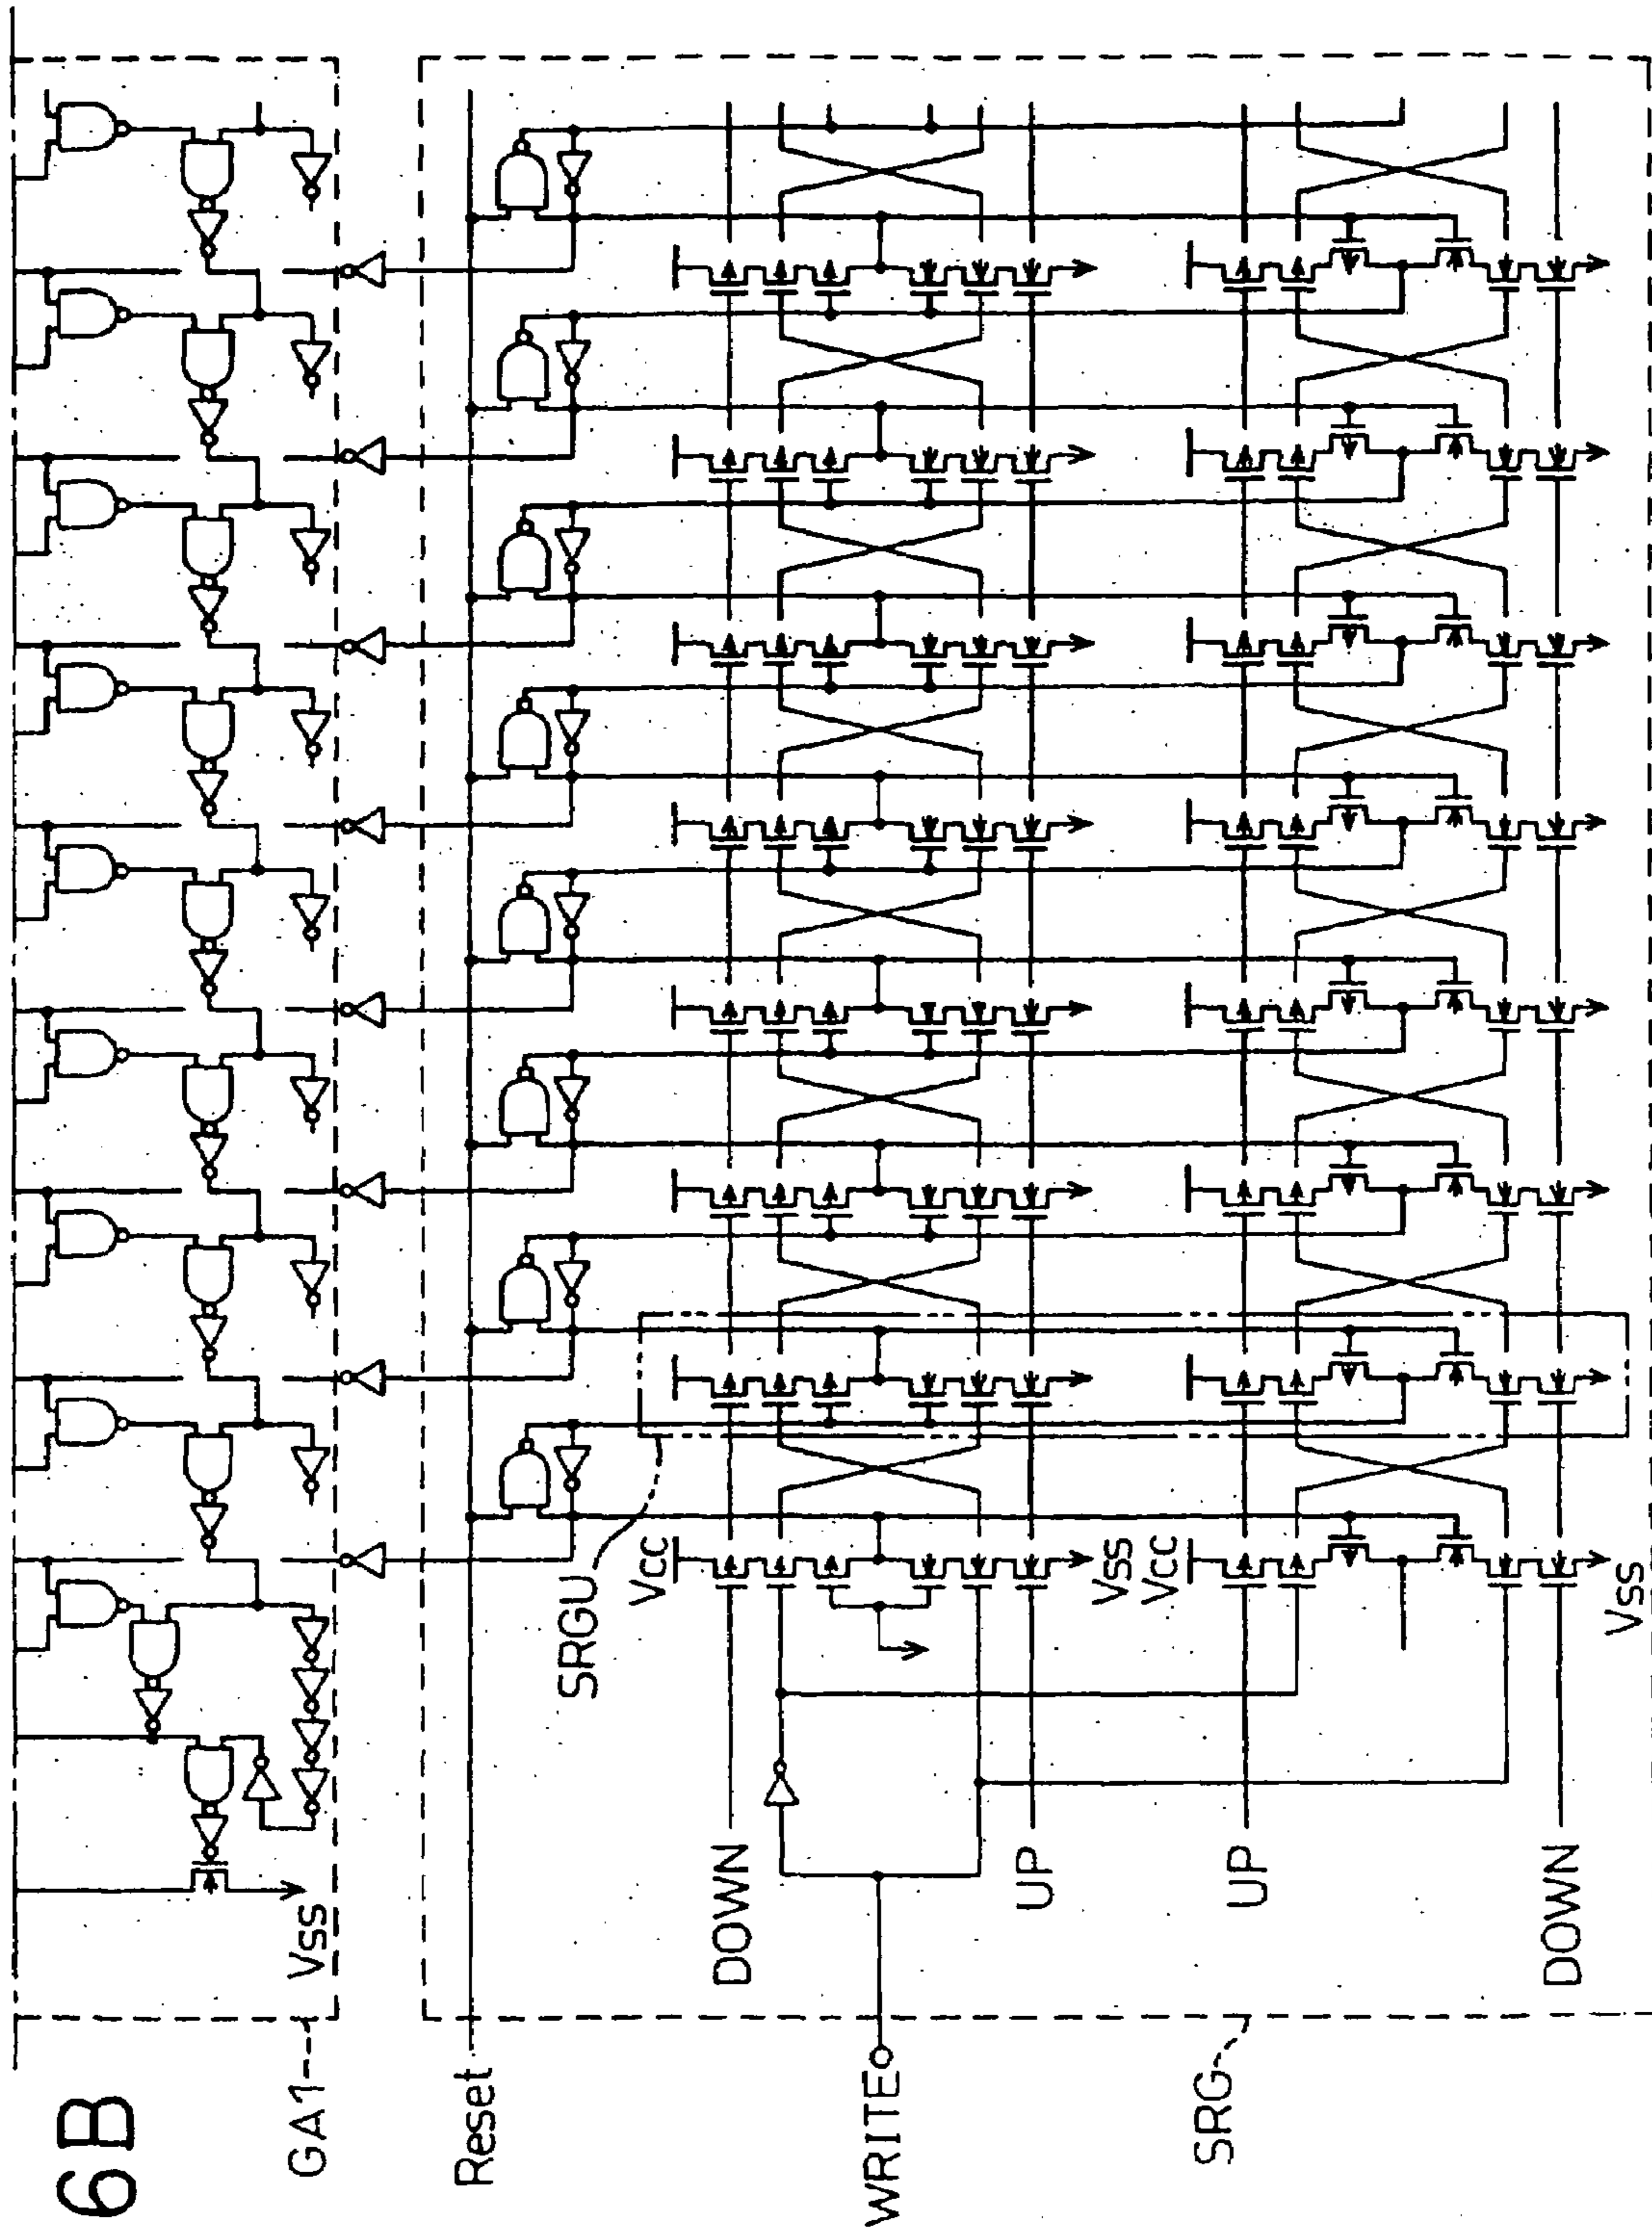 6B
GA1
Vss
Reset
SRGU
Vcc
Vss
Vcc
Vss
DOWN
UP
UP
DOWN
WRITE
SRG